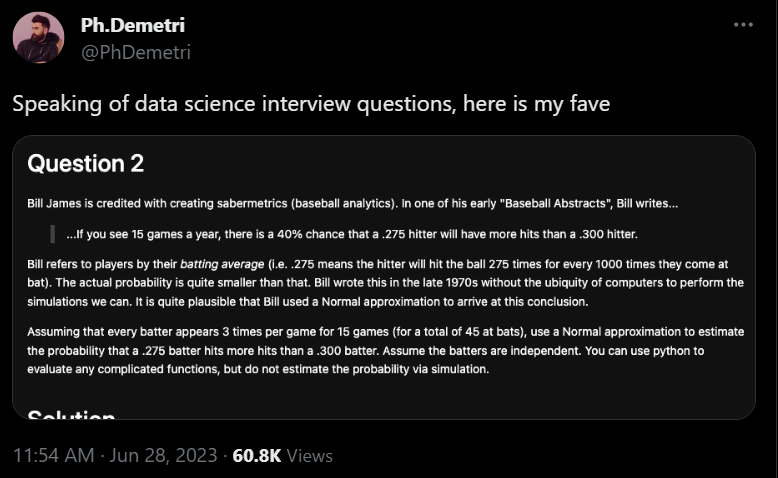 Ph.Demetri
@PhDemetri
Speaking of data science interview questions, here is my fave
Question 2
Bill James is credited with creating sabermetrics (baseball analytics). In one of his early "Baseball Abstracts", Bill writes...
...If you see 15 games a year, there is a 40% chance that a .275 hitter will have more hits than a .300 hitter.
Bill refers to players by their batting average (i.e. .275 means the hitter will hit the ball 275 times for every 1000 times they come at
bat). The actual probability is quite smaller than that. Bill wrote this in the late 1970s without the ubiquity of computers to perform the
simulations we can. It is quite plausible that Bill used a Normal approximation to arrive at this conclusion.
Assuming that every batter appears 3 times per game for 15 games (for a total of 45 at bats), use a Normal approximation to estimate
the probability that a .275 batter hits more hits than a .300 batter. Assume the batters are independent. You can use python to
evaluate any complicated functions, but do not estimate the probability via simulation.
Solution
11:54 AM · Jun 28, 2023 · 60.8K Views